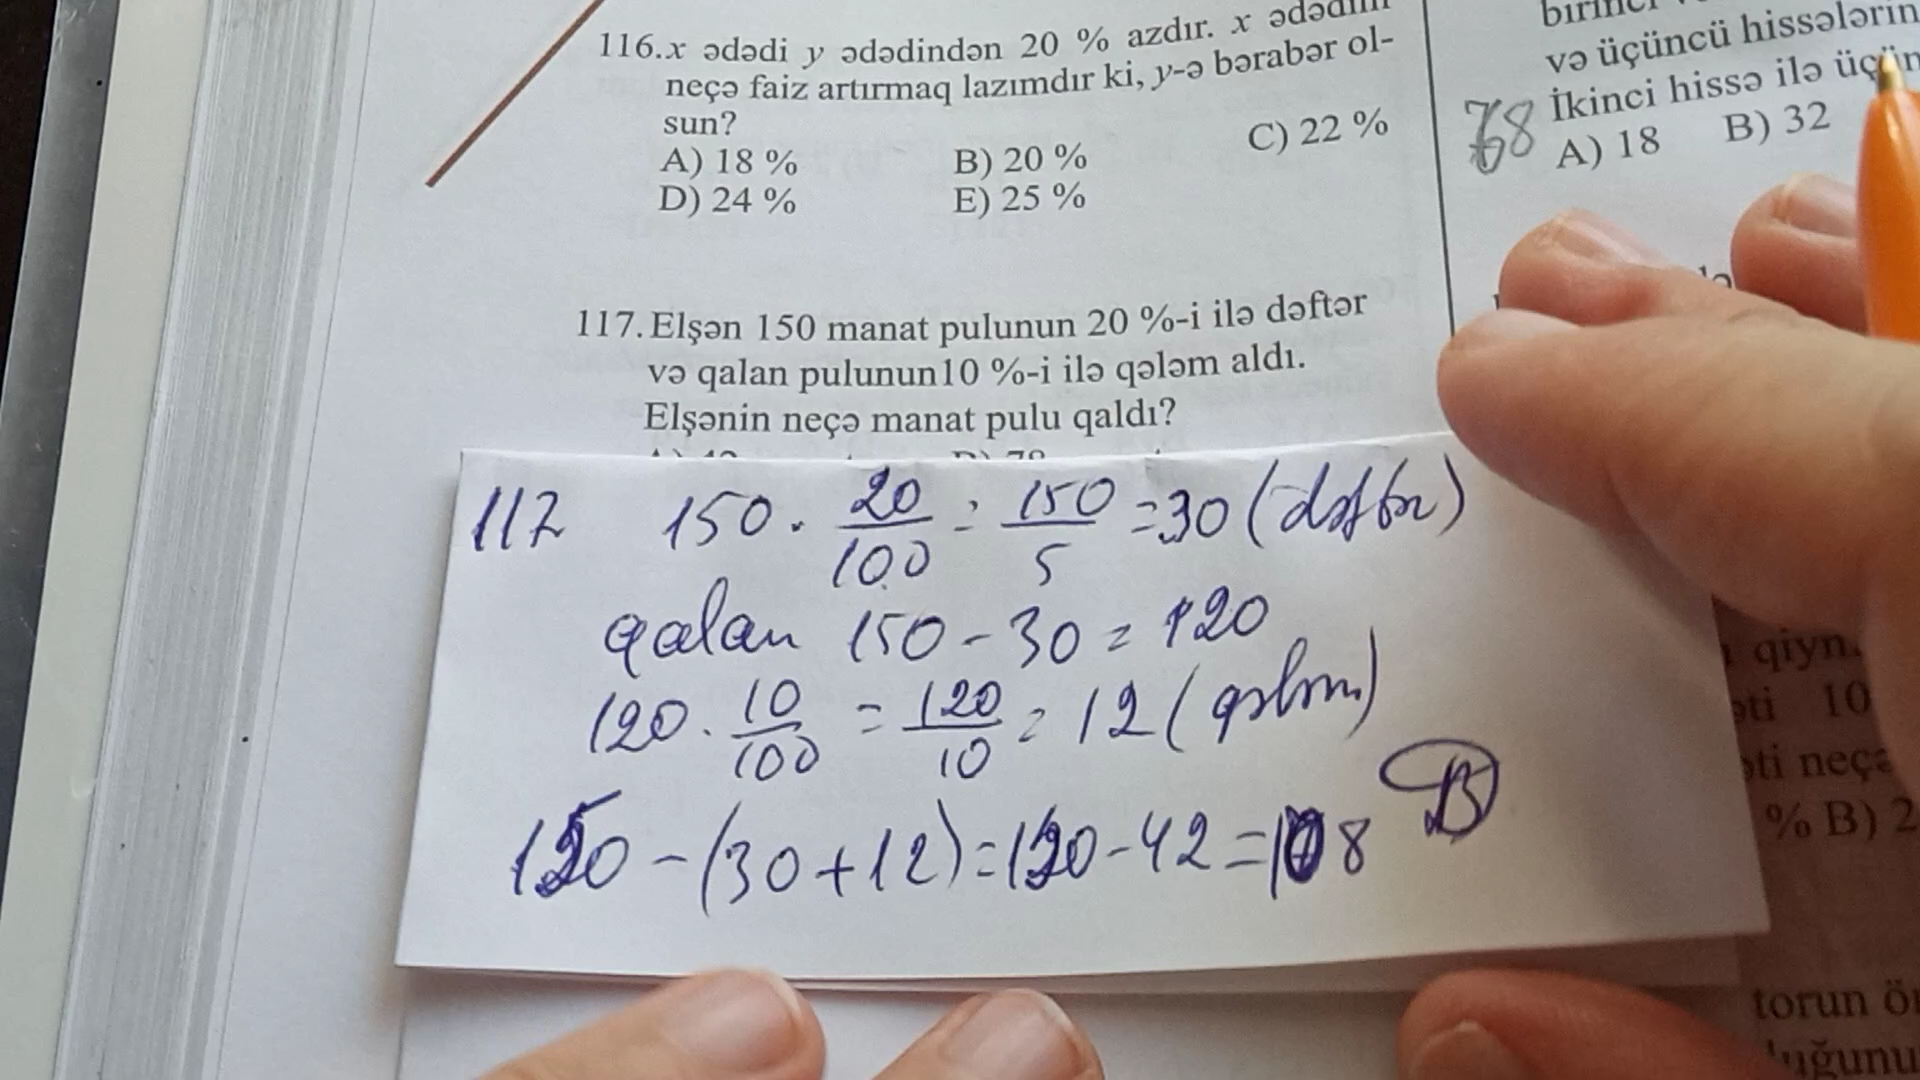 116. x ədədi y ədədindən 20 % azdır. x ədədini
neçə faiz artırmaq lazımdır ki, y-ə bərabər ol-
sun?
A) 18 % B) 20 % C) 22 %
D) 24 % E) 25 %
117. Elşən 150 manat pulunun 20 %-i ilə dəftər
və qalan pulunun10 %-i ilə qələm aldı.
Elşənin neçə manat pulu qaldı?
117 150 · 20/100 = 150/5 = 30 (dəftər)
qalan 150 - 30 = 120
120 · 10/100 = 120/10 = 12 (qələm)
150 - (30 + 12) = 150 - 42 = 108 B
və üçüncü hissələrin
İkinci hissə ilə
78
A) 18 B) 32
10
neçə
% B) 2
torun